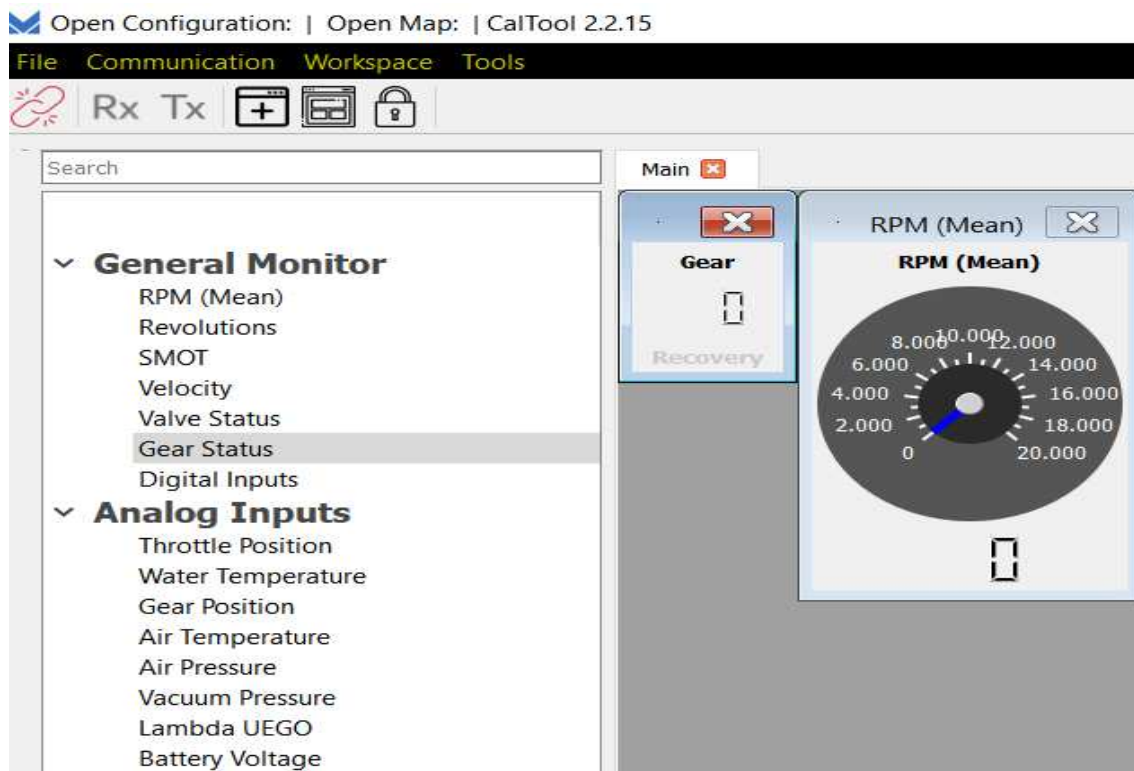 Open Configuration: | Open Map: | CalTool 2.2.15
File Communication Workspace Tools
Rx Tx
Search
General Monitor
RPM (Mean)
Revolutions
SMOT
Velocity
Valve Status
Gear Status
Digital Inputs
Analog Inputs
Throttle Position
Water Temperature
Gear Position
Air Temperature
Air Pressure
Vacuum Pressure
Lambda UEGO
Battery Voltage
Main
Gear
0
Recovery
RPM (Mean)
RPM (Mean)
0
2.000
4.000
6.000
8.000
10.000
12.000
14.000
16.000
18.000
20.000
0